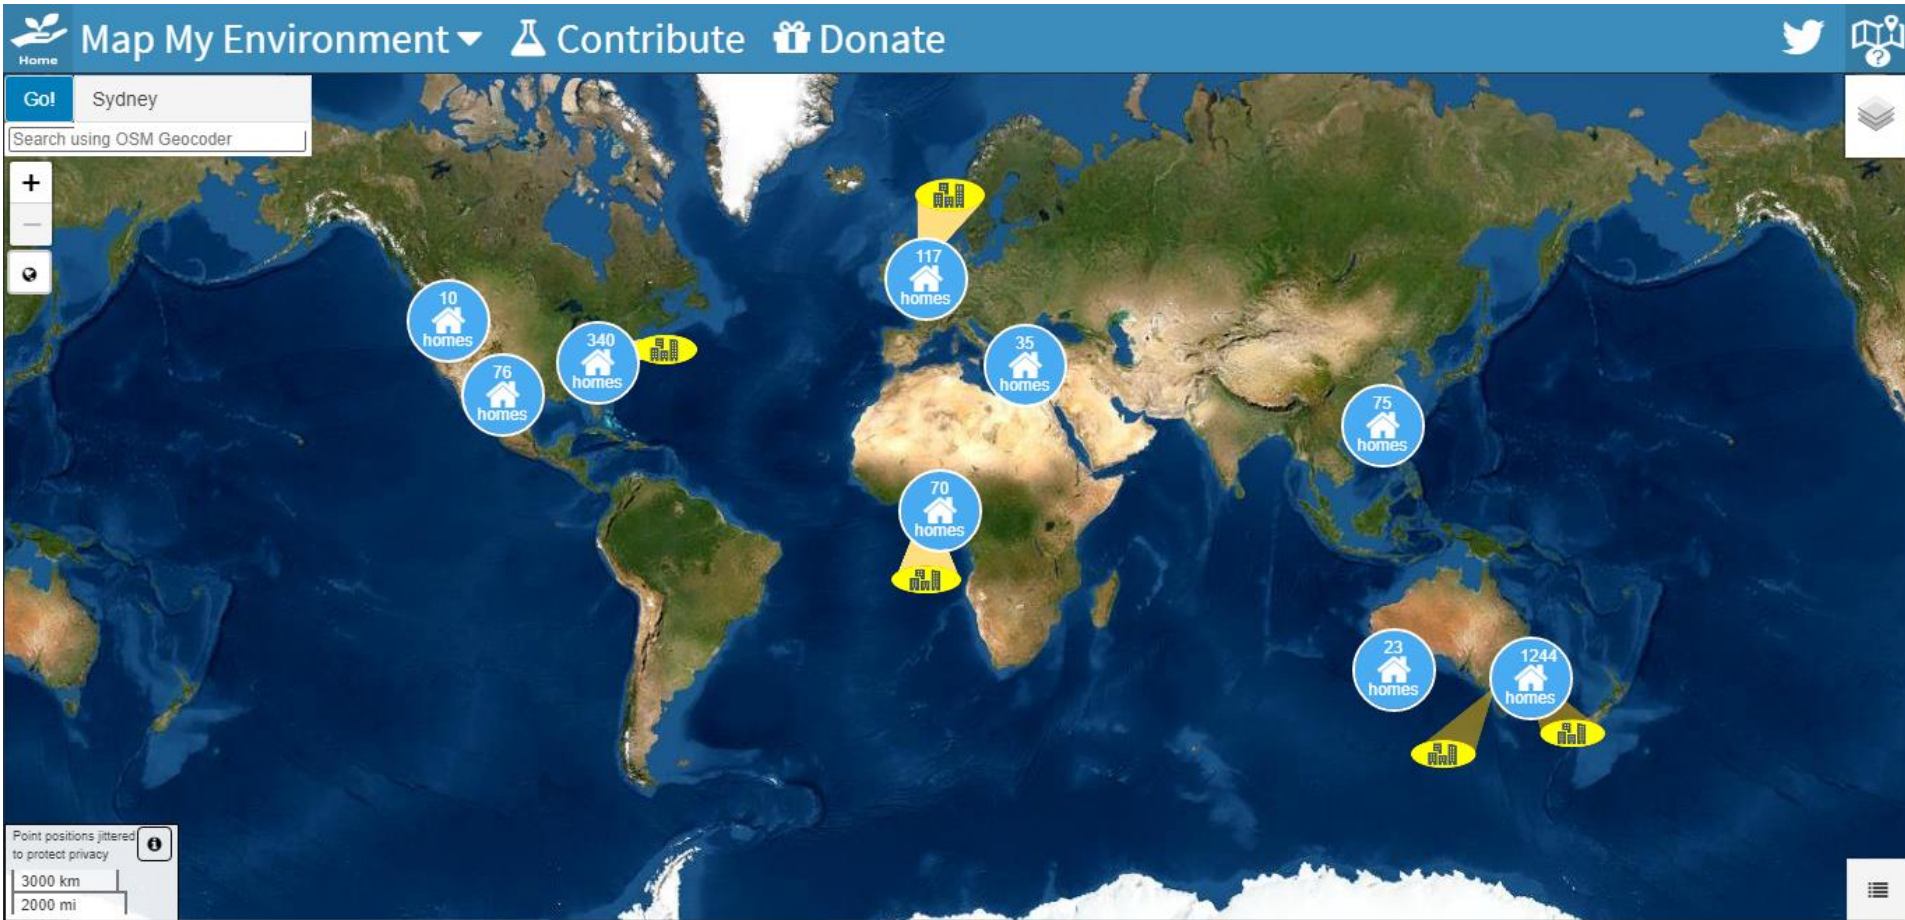 Home
Map My Environment
Contribute
Donate
Go!
Sydney
Search using OSM Geocoder
+
−
117
homes
10
homes
340
homes
35
homes
76
homes
75
homes
70
homes
23
homes
1244
homes
Point positions jittered
to protect privacy
3000 km
2000 mi